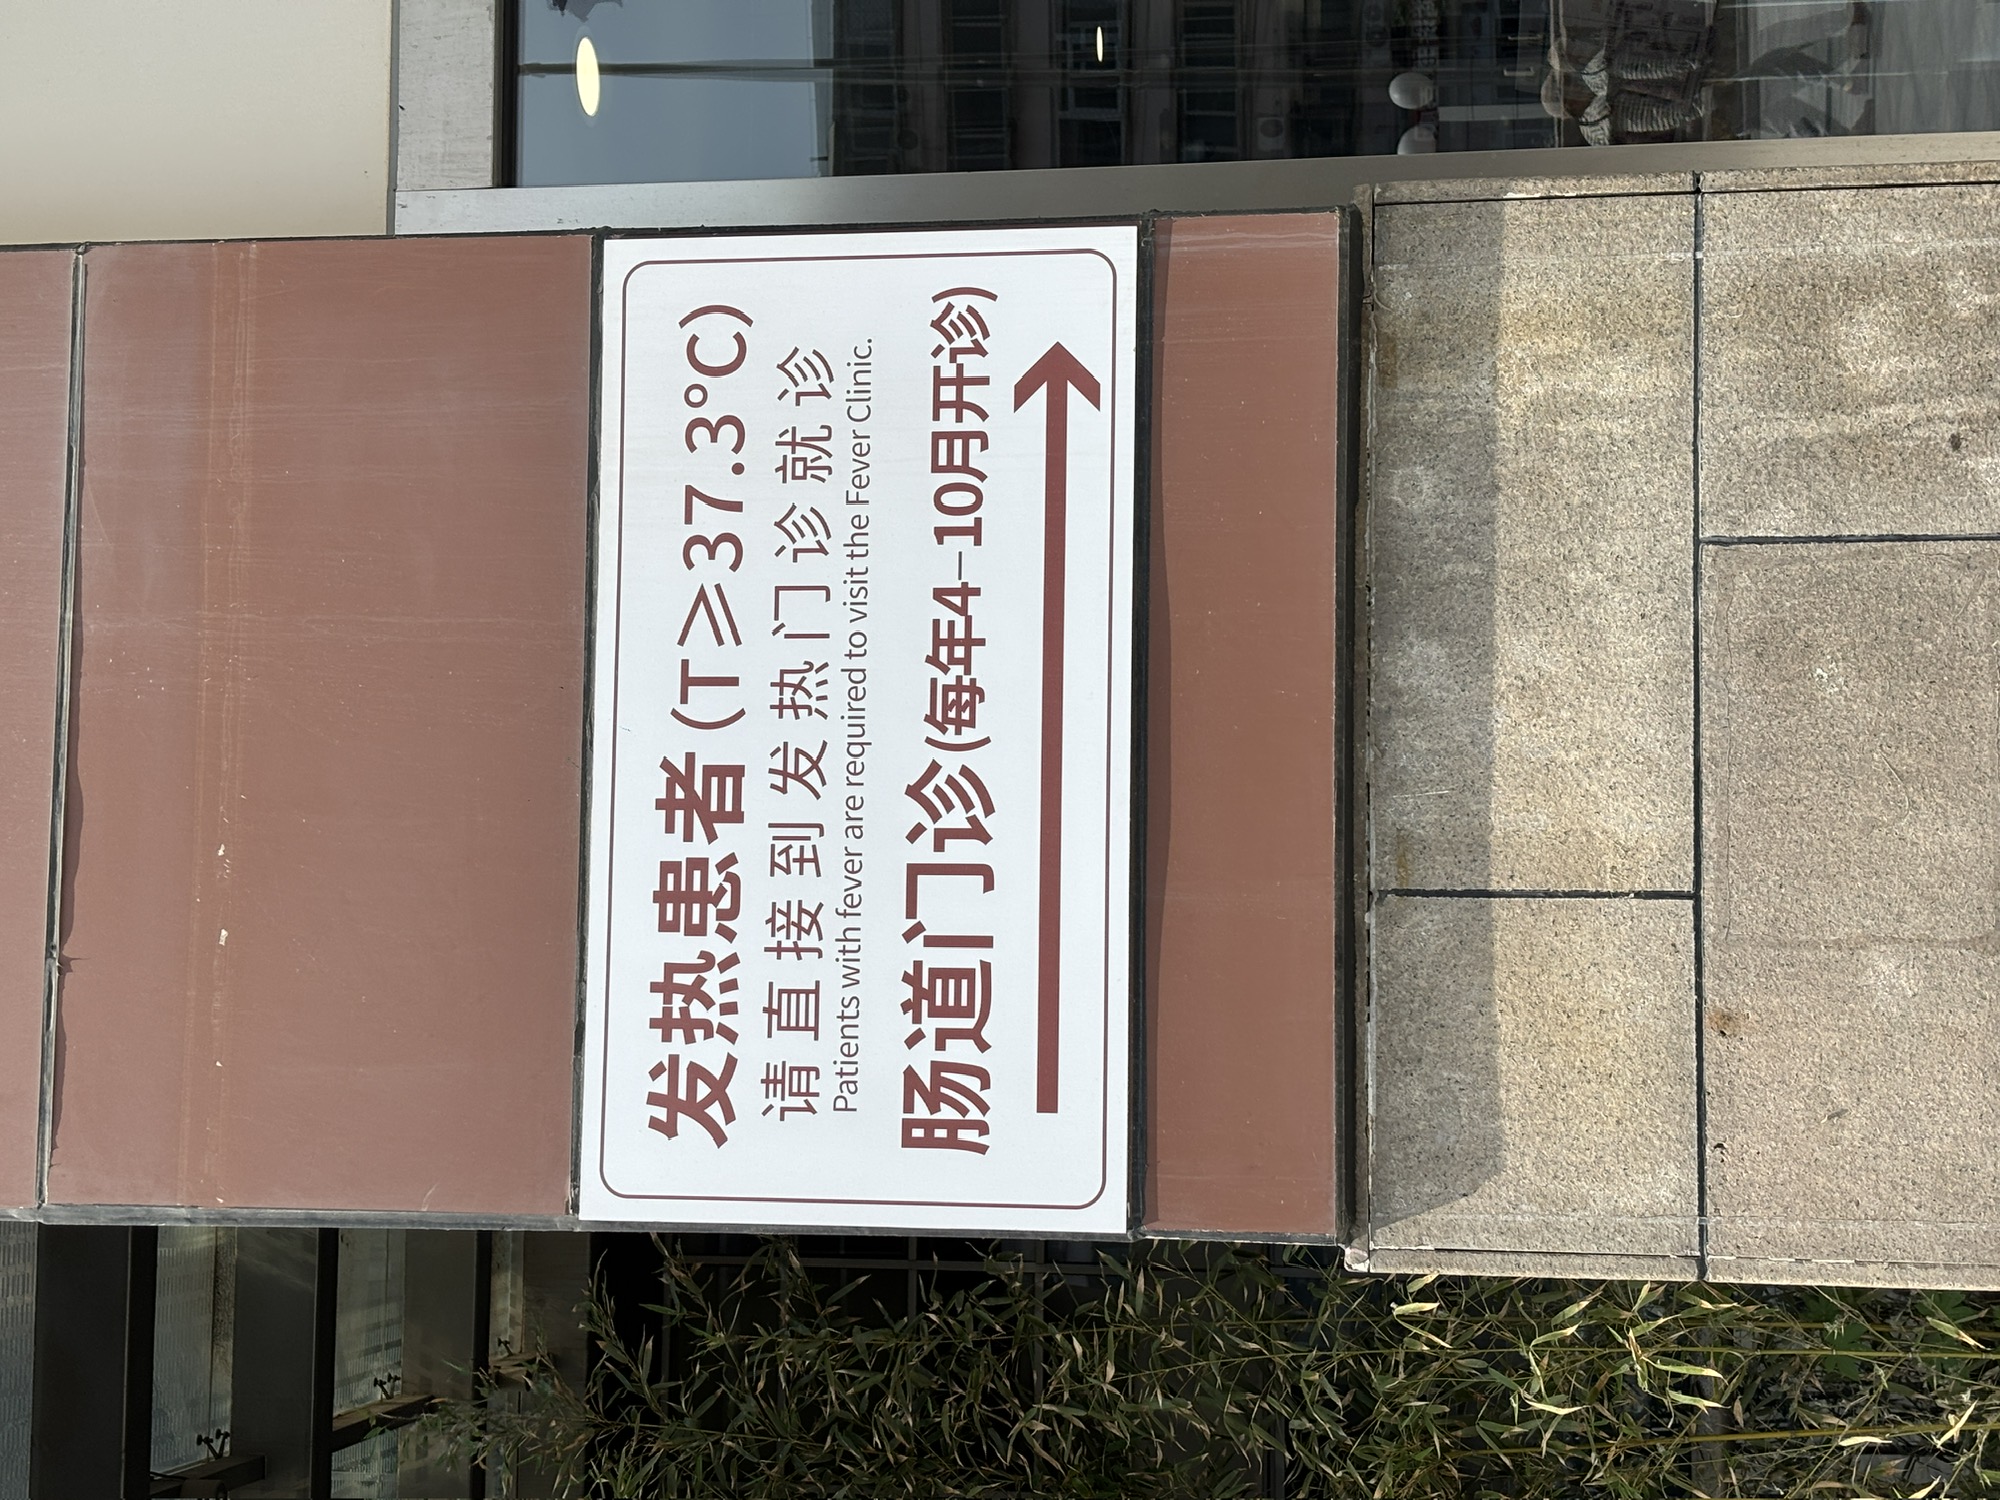 发热患者（T≥37.3°C）
请直接到发热门诊就诊
Patients with fever are required to visit the Fever Clinic.
肠道门诊(每年4—10月开诊)